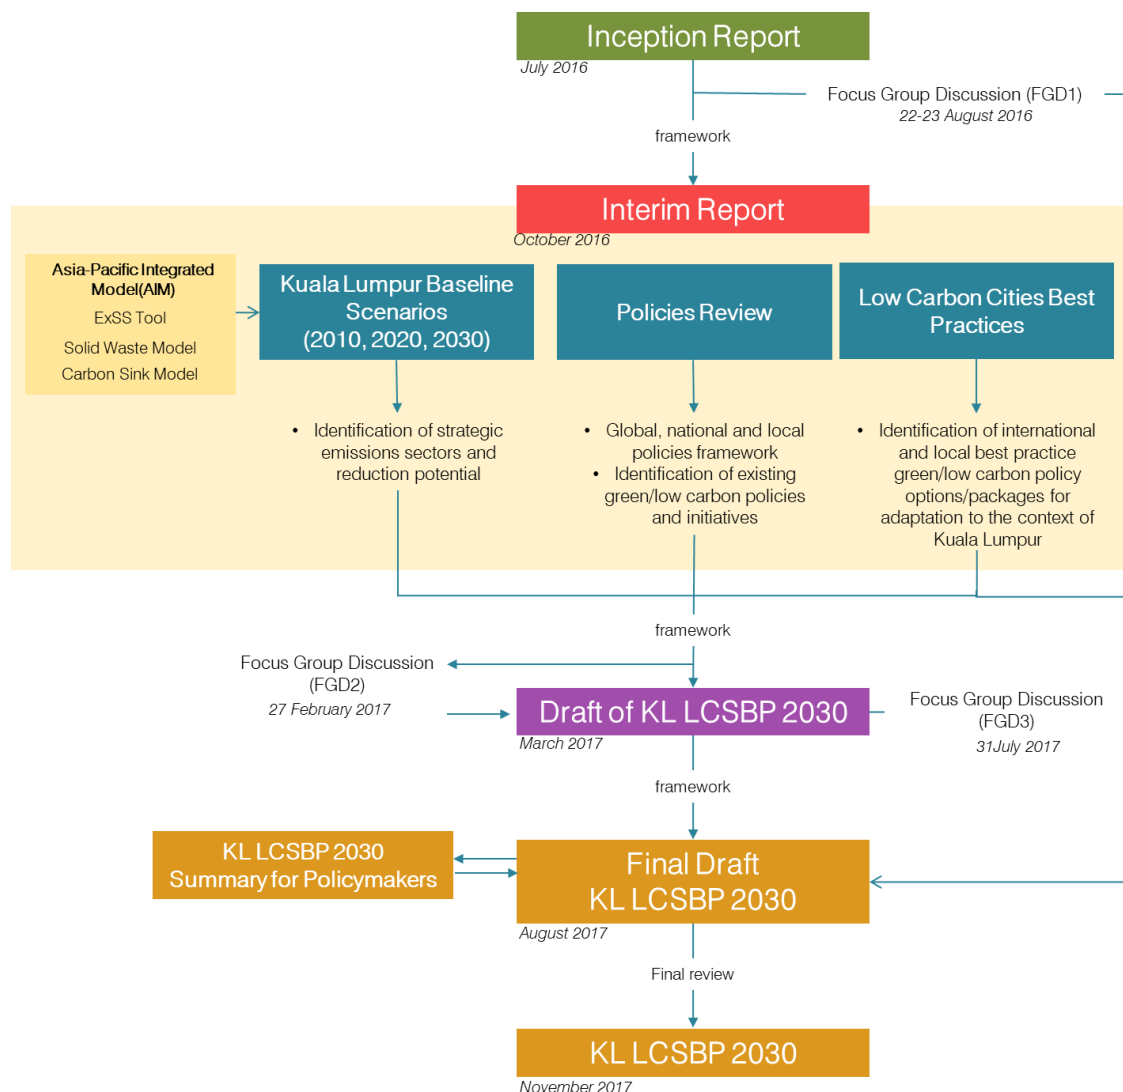 Inception Report
July 2016
Focus Group Discussion (FGD1)
22-23 August 2016
framework
Interim Report
October 2016
Asia-Pacific Integrated
Model(AIM)
ExSS Tool
Solid Waste Model
Carbon Sink Model
Kuala Lumpur Baseline
Scenarios
(2010, 2020, 2030)
Policies Review
Low Carbon Cities Best
Practices
• Identification of strategic
emissions sectors and
reduction potential
• Global, national and local
policies framework
• Identification of existing
green/low carbon policies
and initiatives
• Identification of international
and local best practice
green/low carbon policy
options/packages for
adaptation to the context of
Kuala Lumpur
framework
Focus Group Discussion
(FGD2)
27 February 2017
Draft of KL LCSBP 2030
March 2017
Focus Group Discussion
(FGD3)
31July 2017
framework
KL LCSBP 2030
Summary for Policymakers
Final Draft
KL LCSBP 2030
August 2017
Final review
KL LCSBP 2030
November 2017